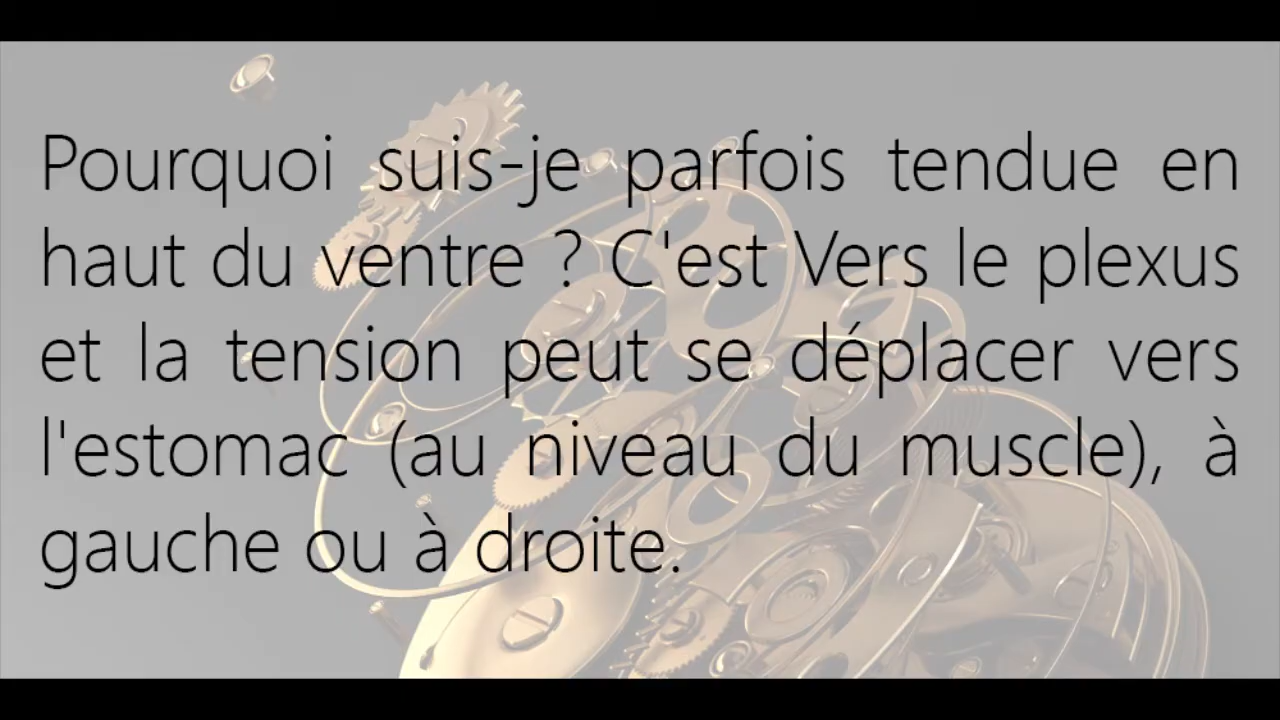 Pourquoi suis-je parfois tendue en
haut du ventre ? C'est Vers le plexus
et la tension peut se déplacer vers
l'estomac (au niveau du muscle), à
gauche ou à droite.